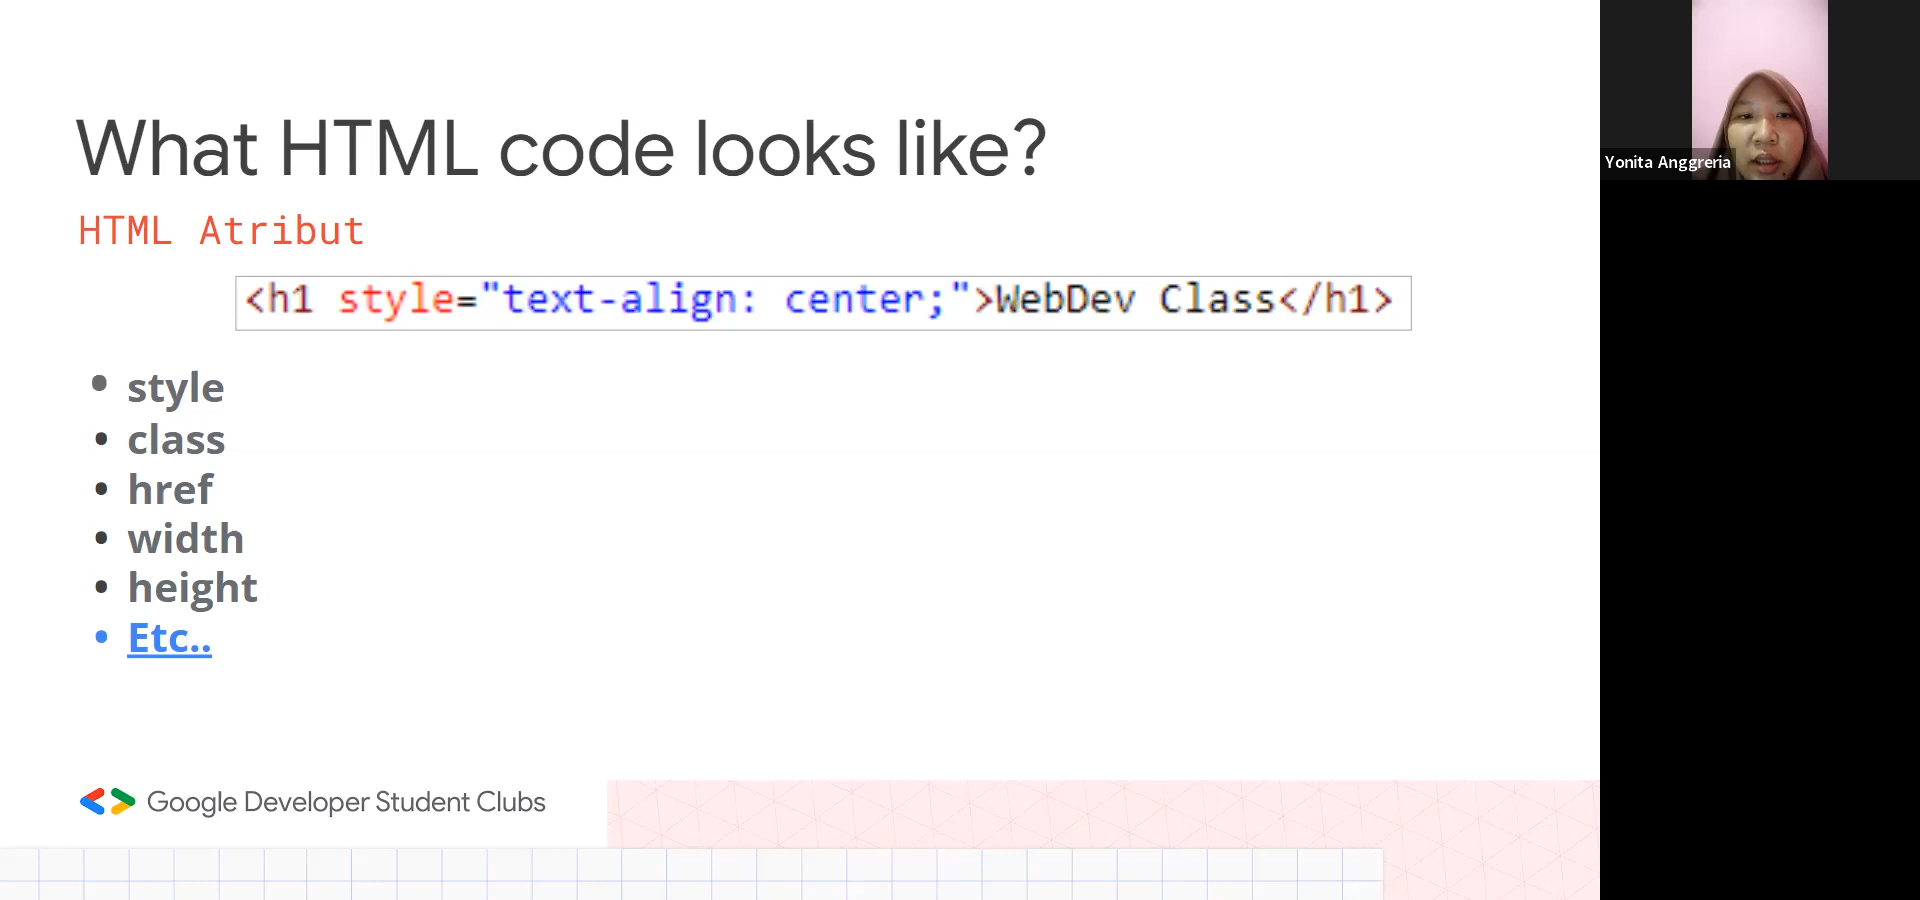 What HTML code looks like?
HTML Atribut
<h1 style="text-align: center;">WebDev Class</h1>
• style
• class
• href
• width
• height
• Etc..
Google Developer Student Clubs
Yonita Anggreria